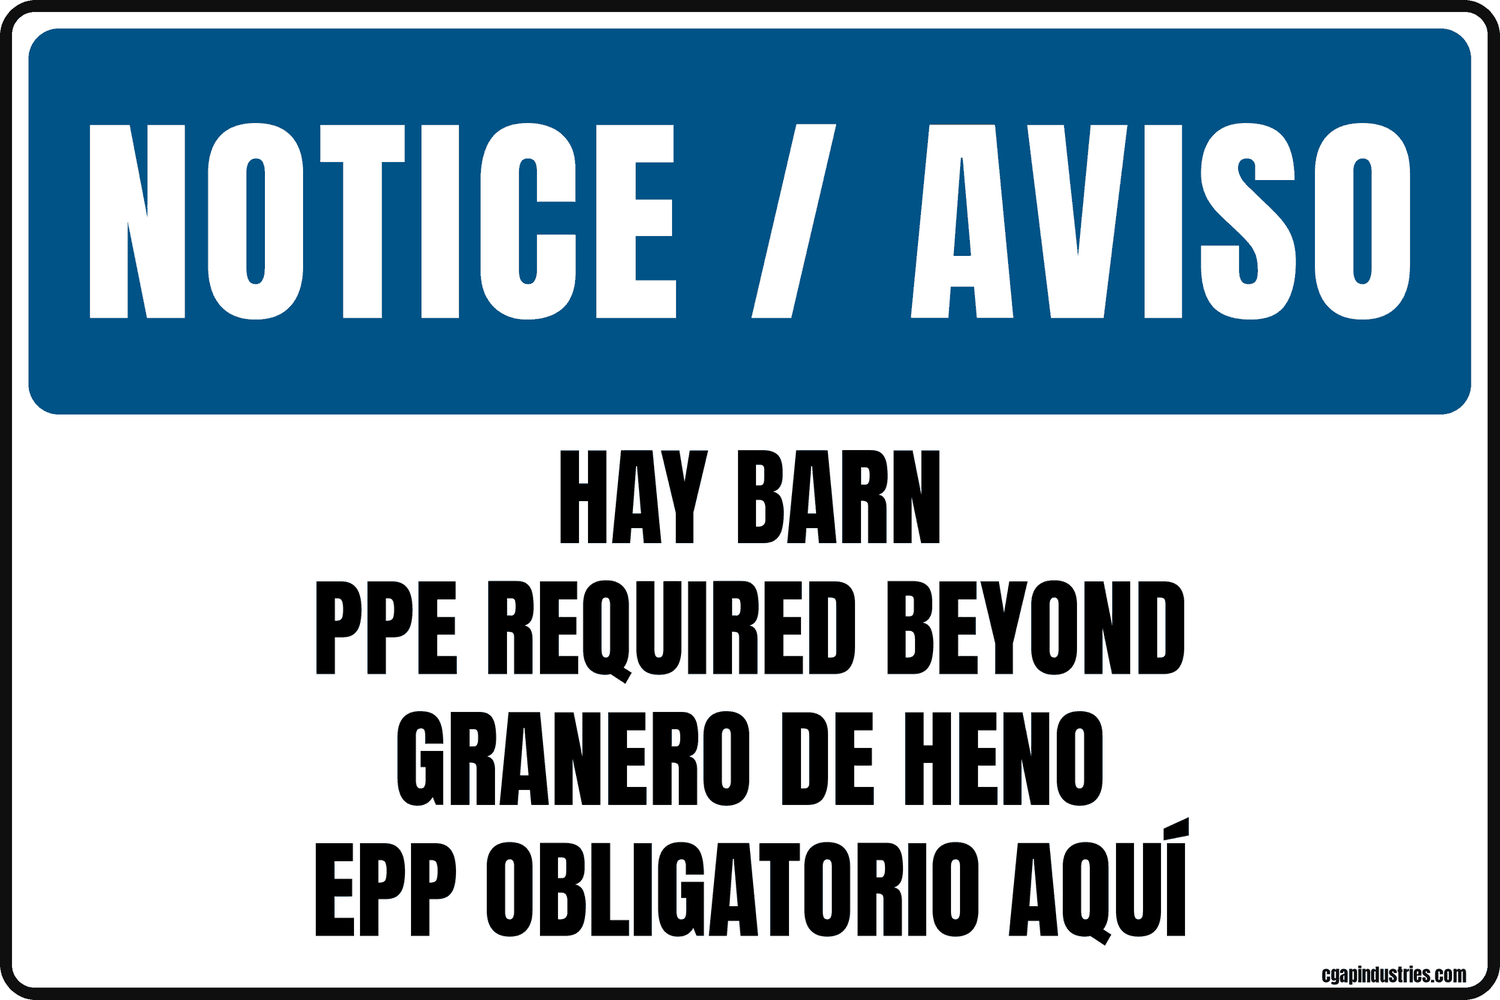 NOTICE / AVISO
HAY BARN
PPE REQUIRED BEYOND
GRANERO DE HENO
EPP OBLIGATORIO AQUÍ
cgapindustries.com